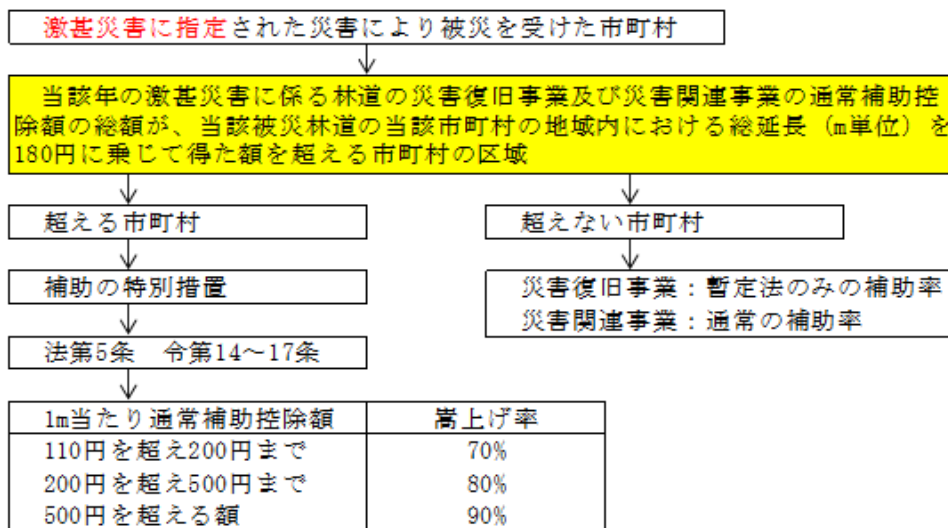 激甚災害に指定された災害により被災を受けた市町村
当該年の激甚災害に係る林道の災害復旧事業及び災害関連事業の通常補助控
除額の総額が、当該被災林道の当該市町村の地域内における総延長（m単位）を
180円に乗じて得た額を超える市町村の区域
超える市町村
超えない市町村
補助の特別措置
災害復旧事業：暫定法のみの補助率
災害関連事業：通常の補助率
法第5条　令第14～17条
1m当たり通常補助控除額 嵩上げ率
110円を超え200円まで 70%
200円を超え500円まで 80%
500円を超える額 90%